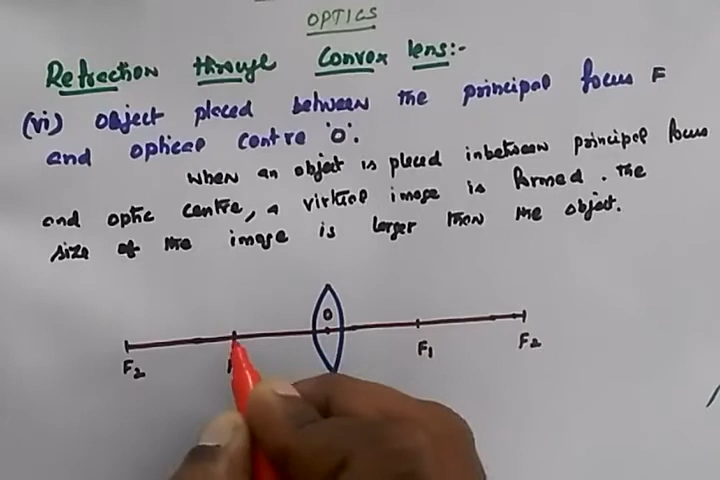 OPTICS
Refraction through Convex lens:-
(vi) object placed between the principal focus F
and optical centre 'O'.
When an object is placed inbetween principal focus
and optic centre, a virtual image is formed. The
size of the image is larger than the object.
O
F2 F1 F2